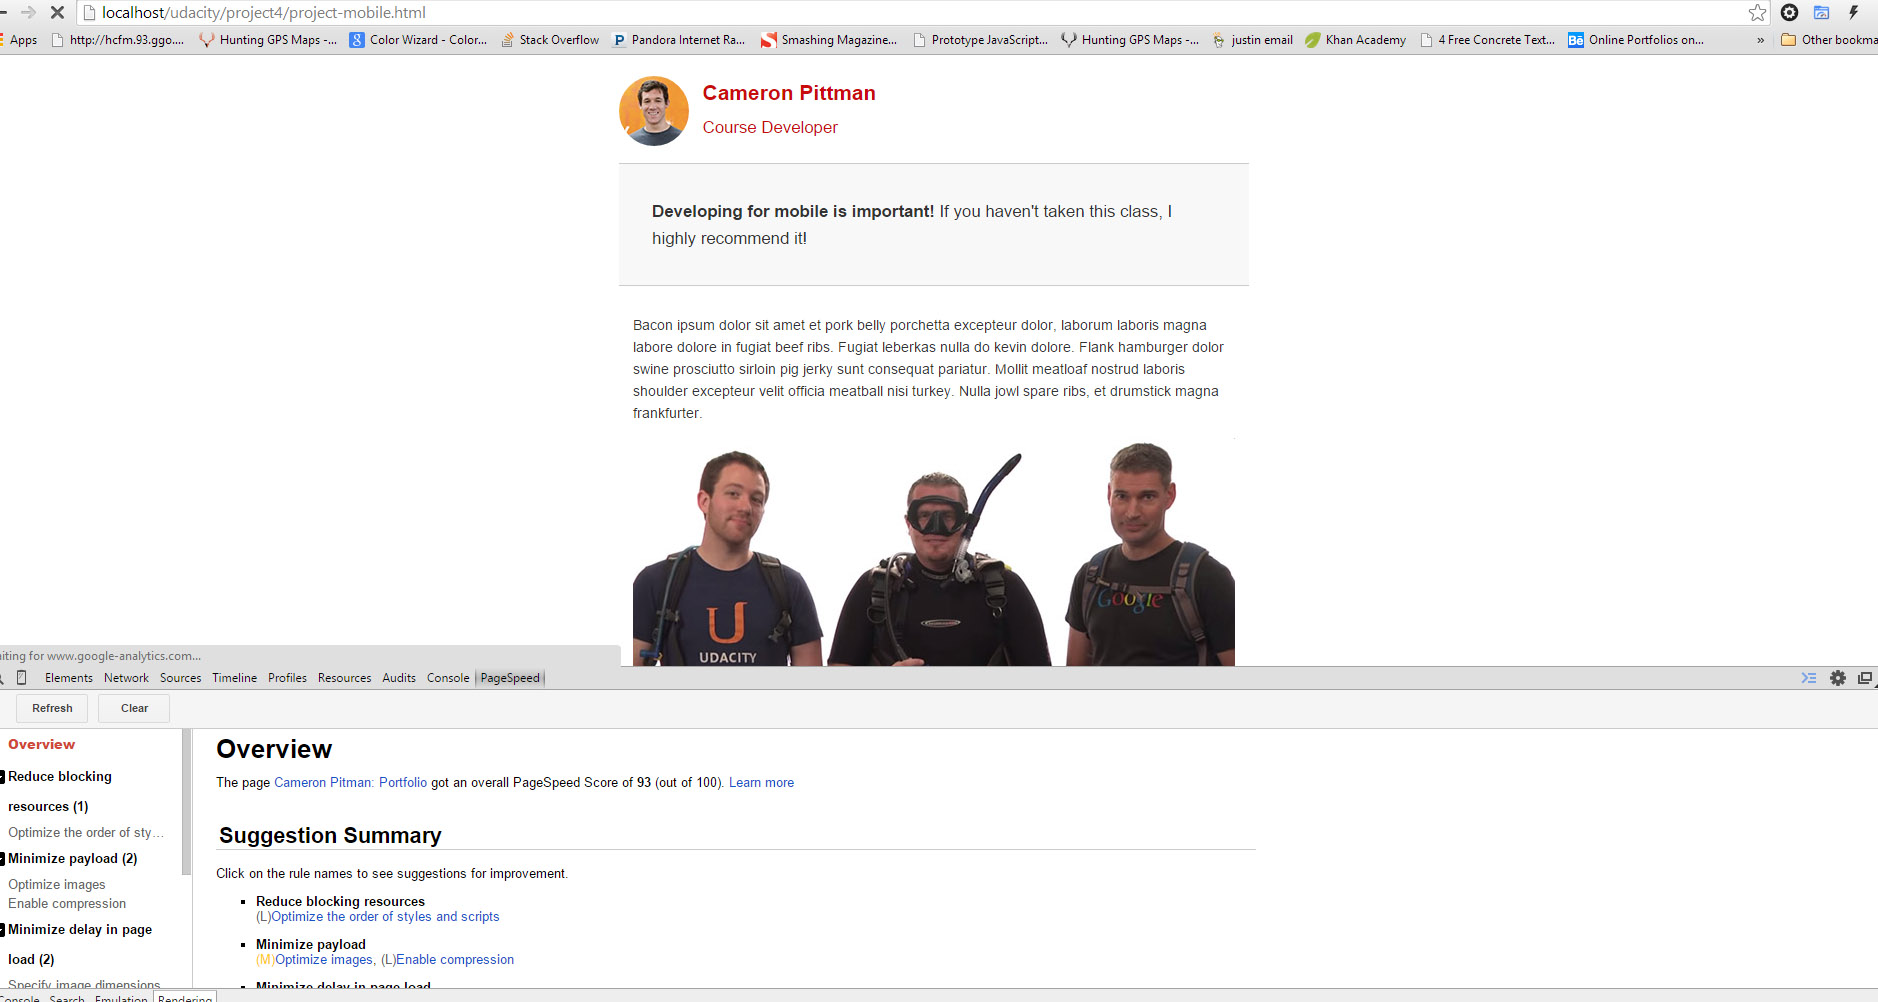 localhost/udacity/project4/project-mobile.html
Apps http://hcfm.93.ggo.... Hunting GPS Maps -... Color Wizard - Color... Stack Overflow Pandora Internet Ra... Smashing Magazine... Prototype JavaScript... Hunting GPS Maps -... justin email Khan Academy 4 Free Concrete Text... Bē Online Portfolios on... » Other bookma
Cameron Pittman
Course Developer
Developing for mobile is important! If you haven't taken this class, I
highly recommend it!
Bacon ipsum dolor sit amet et pork belly porchetta excepteur dolor, laborum laboris magna
labore dolore in fugiat beef ribs. Fugiat leberkas nulla do kevin dolore. Flank hamburger dolor
swine prosciutto sirloin pig jerky sunt consequat pariatur. Mollit meatloaf nostrud laboris
shoulder excepteur velit officia meatball nisi turkey. Nulla jowl spare ribs, et drumstick magna
frankfurter.
Google
UDACITY
iting for www.google-analytics.com...
Elements Network Sources Timeline Profiles Resources Audits Console PageSpeed
Refresh Clear
Overview
Reduce blocking
resources (1)
Optimize the order of sty...
Minimize payload (2)
Optimize images
Enable compression
Minimize delay in page
load (2)
Specify image dimensions
Overview
The page Cameron Pitman: Portfolio got an overall PageSpeed Score of 93 (out of 100). Learn more
Suggestion Summary
Click on the rule names to see suggestions for improvement.
Reduce blocking resources
(L)Optimize the order of styles and scripts
Minimize payload
(M)Optimize images, (L)Enable compression
Minimize delay in page load
Console Search Emulation Rendering